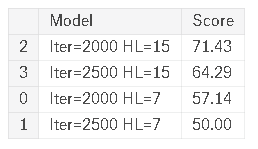 Model Score
2 Iter=2000 HL=15 71.43
3 Iter=2500 HL=15 64.29
0 Iter=2000 HL=7 57.14
1 Iter=2500 HL=7 50.00